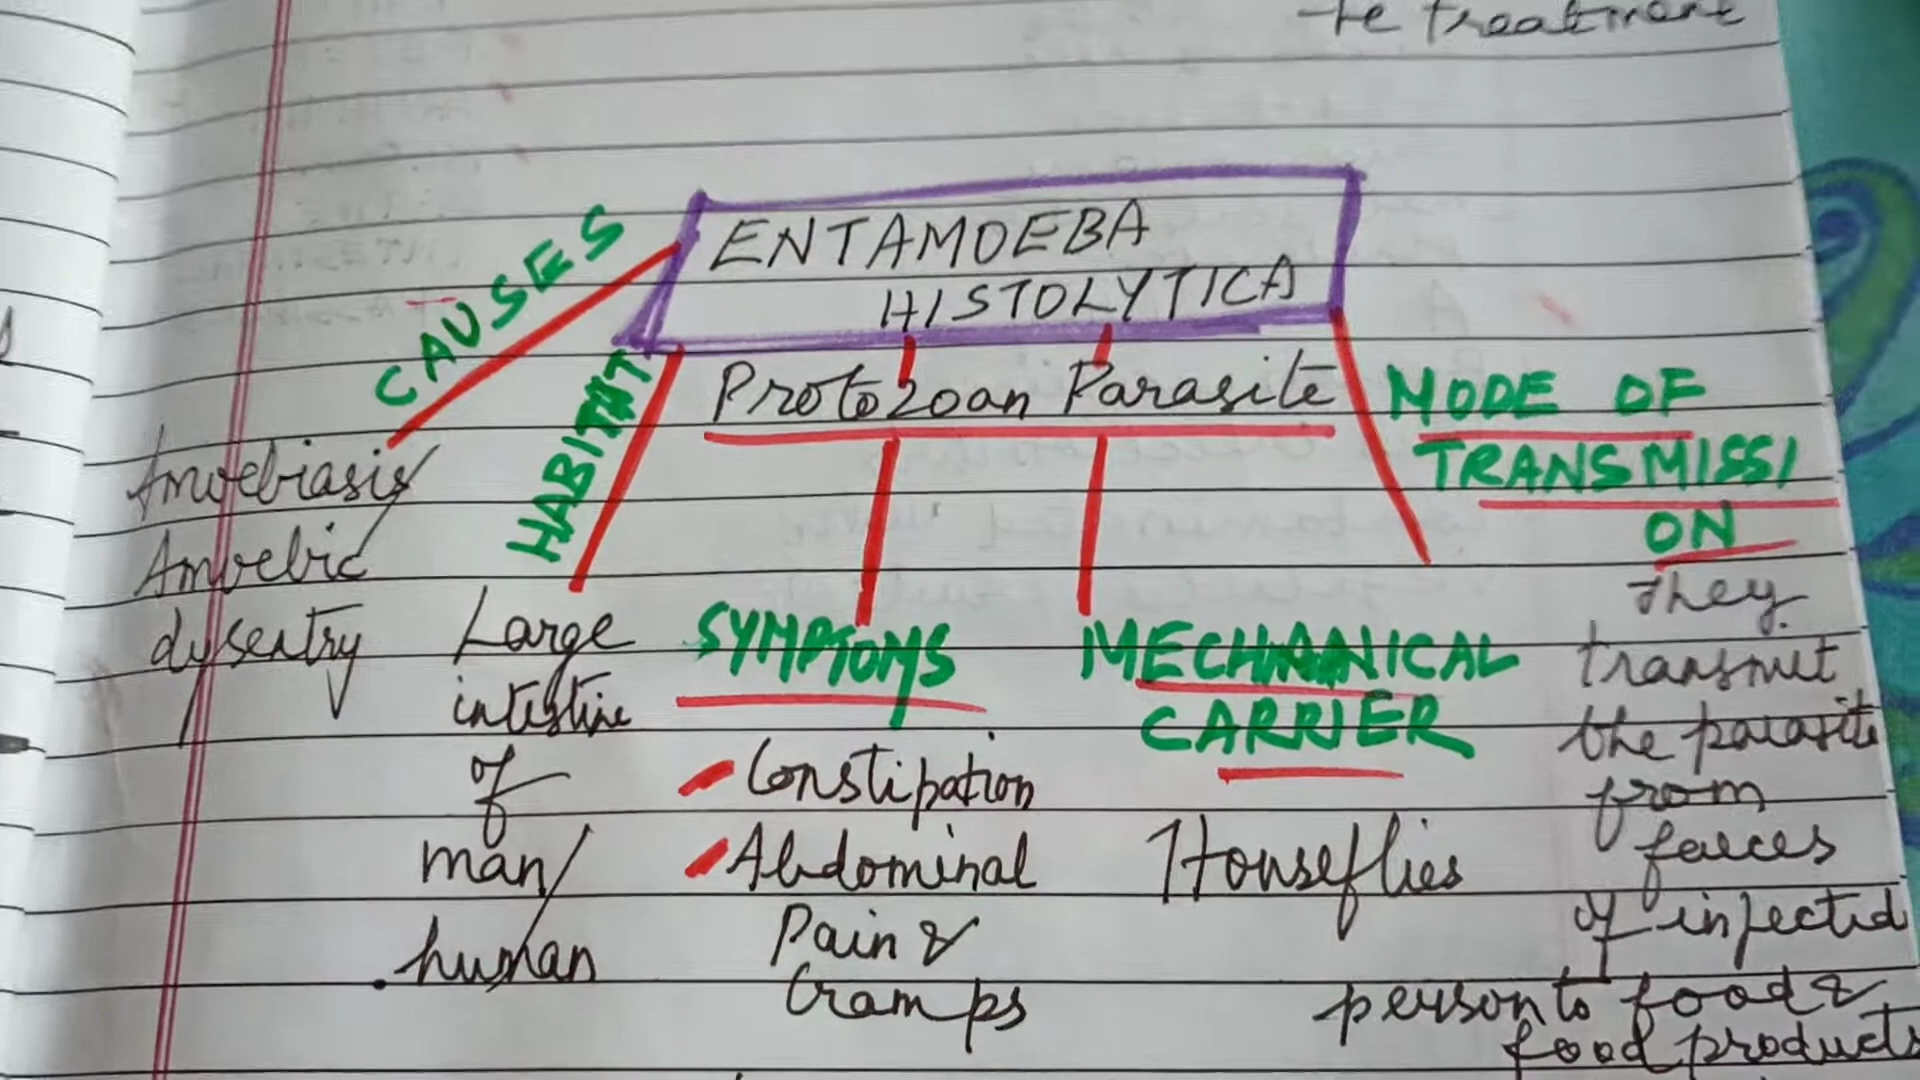 te treatment
ENTAMOEBA
HISTOLYTICA
Protozoan Parasite
CAUSES
Amoebiasis/
Amoebic
dysentry
HABITAT
Large
intestine
of
man/
human
SYMPTOMS
Constipation
Abdominal
Pain &
Cramps
MECHANICAL
CARRIER
Houseflies
MODE OF
TRANSMISSI
ON
They
transmit
the parasite
from
faeces
of infected
person to food &
food products